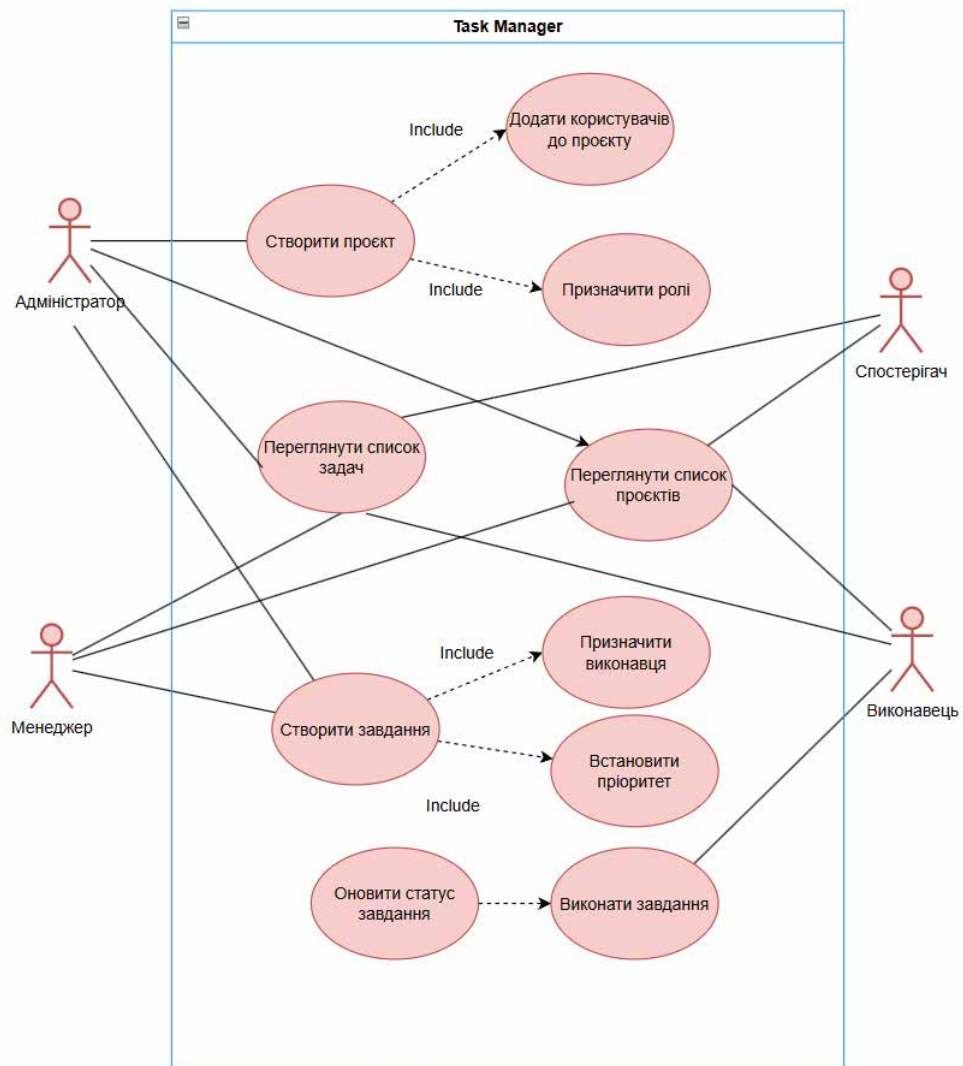 Task Manager
Додати користувачів
до проєкту
Include
Створити проєкт
Include
Призначити ролі
Адміністратор
Спостерігач
Переглянути список
задач
Переглянути список
проєктів
Include
Призначити
виконавця
Менеджер
Створити завдання
Виконавець
Встановити
пріоритет
Include
Оновити статус
завдання
Виконати завдання